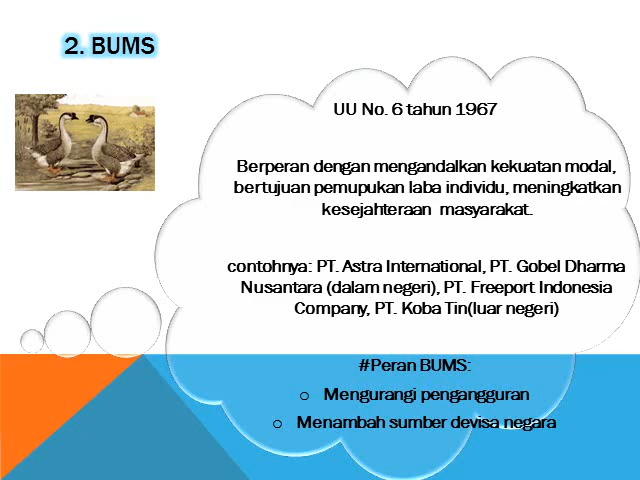 2. BUMS
UU No. 6 tahun 1967
Berperan dengan mengandalkan kekuatan modal,
bertujuan pemupukan laba individu, meningkatkan
kesejahteraan masyarakat.
contohnya: PT. Astra International, PT. Gobel Dharma
Nusantara (dalam negeri), PT. Freeport Indonesia
Company, PT. Koba Tin(luar negeri)
#Peran BUMS:
o Mengurangi pengangguran
o Menambah sumber devisa negara